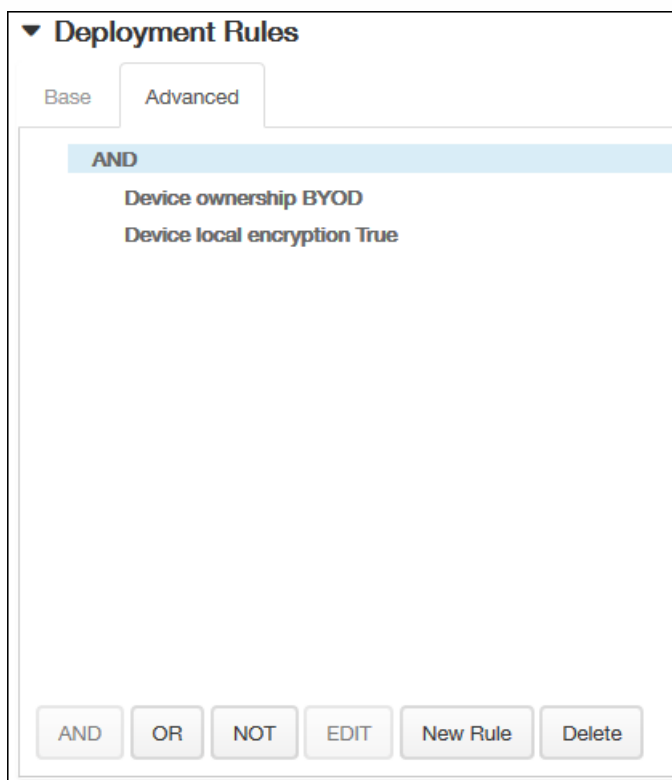 Deployment Rules
Base Advanced
AND
Device ownership BYOD
Device local encryption True
AND OR NOT EDIT New Rule Delete